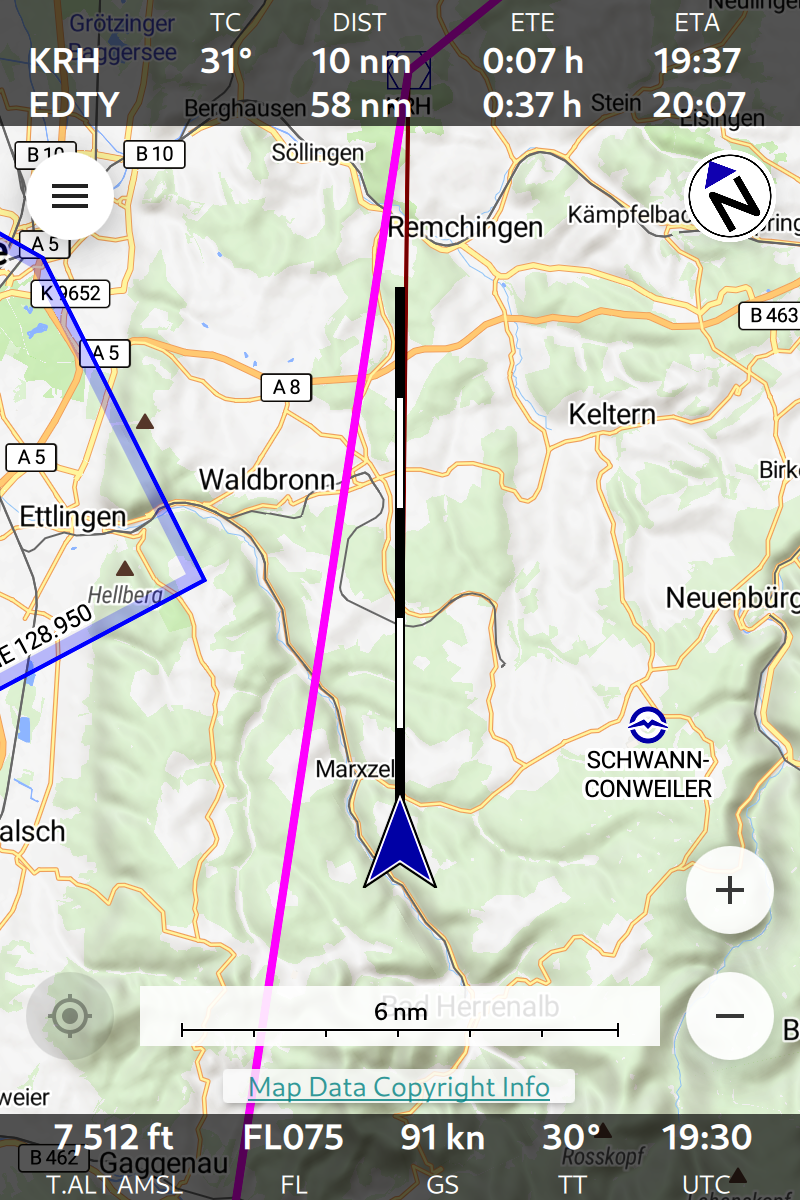 Grötzinger
Baggersee
TC
DIST
ETE
ETA
KRH
31°
10 nm
0:07 h
19:37
EDTY
58 nm
0:37 h
20:07
KRH
Berghausen
Stein
Eisingen
B 10
B 10
Söllingen
Remchingen
Kämpfelbac
A 5
K 9652
B 463
A 5
A 8
N
Keltern
A 5
Waldbronn
Birke
Ettlingen
Hellberg
Neuenbürg
E 128.950
SCHWANN-
CONWEILER
Marxzel
alsch
Bad Herrenalb
6 nm
B
Map Data Copyright Info
weier
7,512 ft
FL075
91 kn
30°
19:30
B 462
Gaggenau
Rosskopf
T.ALT AMSL
FL
GS
TT
UTC